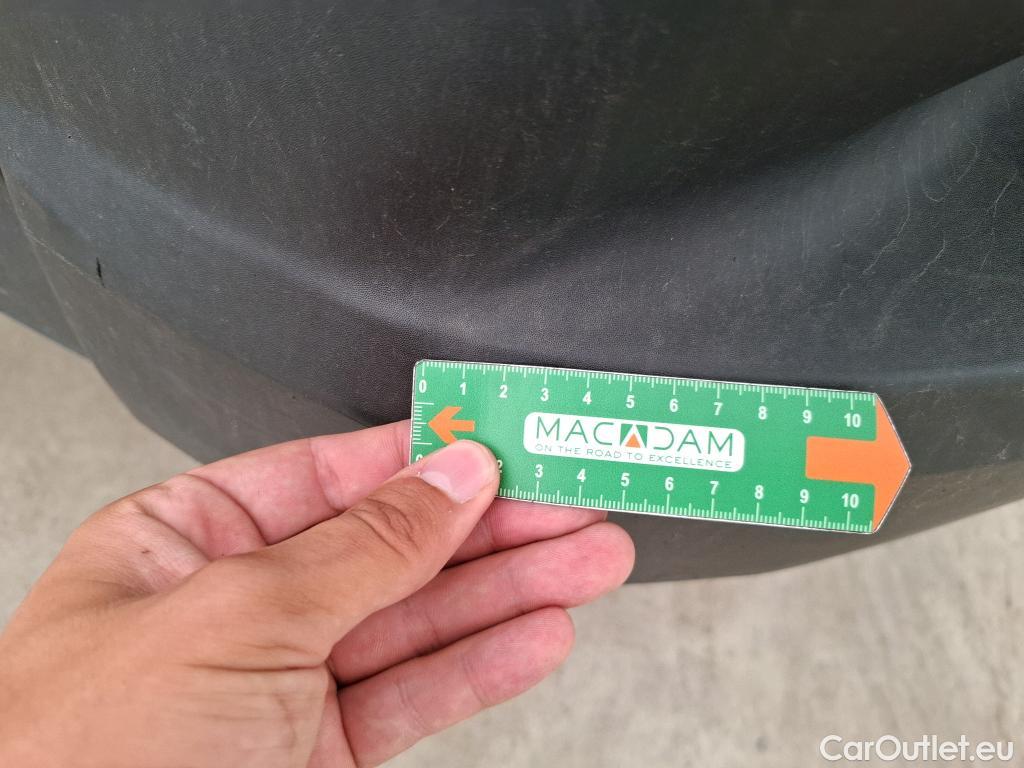 0 1 2 3 4 5 6 7 8 9 10
MACADAM
ON THE ROAD TO EXCELLENCE
2 3 4 5 6 7 8 9 10
CarOutlet.eu